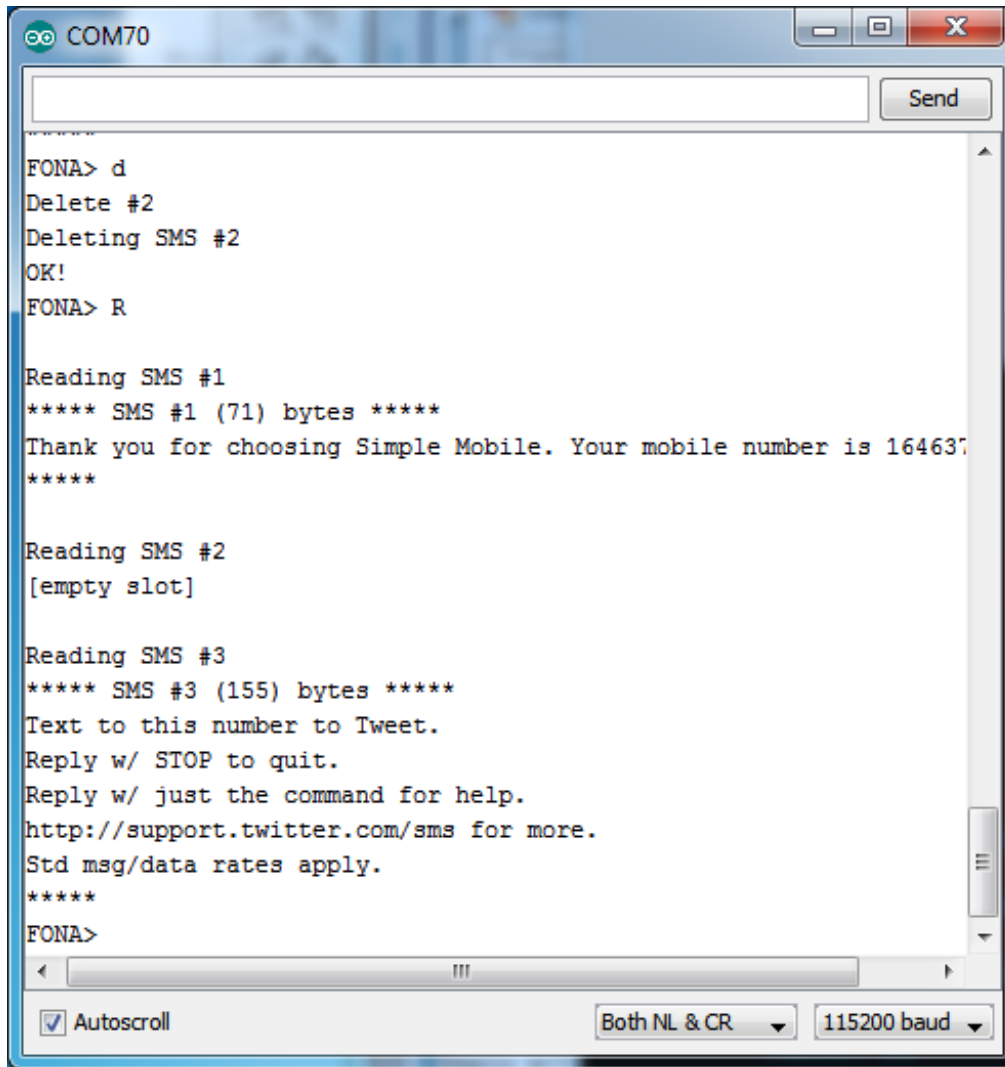 COM70
Send
*****
FONA> d
Delete #2
Deleting SMS #2
OK!
FONA> R
Reading SMS #1
***** SMS #1 (71) bytes *****
Thank you for choosing Simple Mobile. Your mobile number is 164637
*****
Reading SMS #2
[empty slot]
Reading SMS #3
***** SMS #3 (155) bytes *****
Text to this number to Tweet.
Reply w/ STOP to quit.
Reply w/ just the command for help.
http://support.twitter.com/sms for more.
Std msg/data rates apply.
*****
FONA>
Autoscroll
Both NL & CR
115200 baud